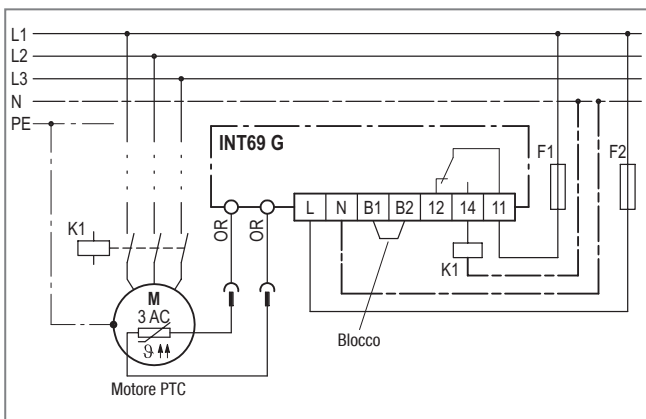 L1
L2
L3
N
PE
INT69 G
F1
F2
L N B1 B2 12 14 11
OR
OR
K1
K1
M
3 AC
ϑ
Blocco
Motore PTC